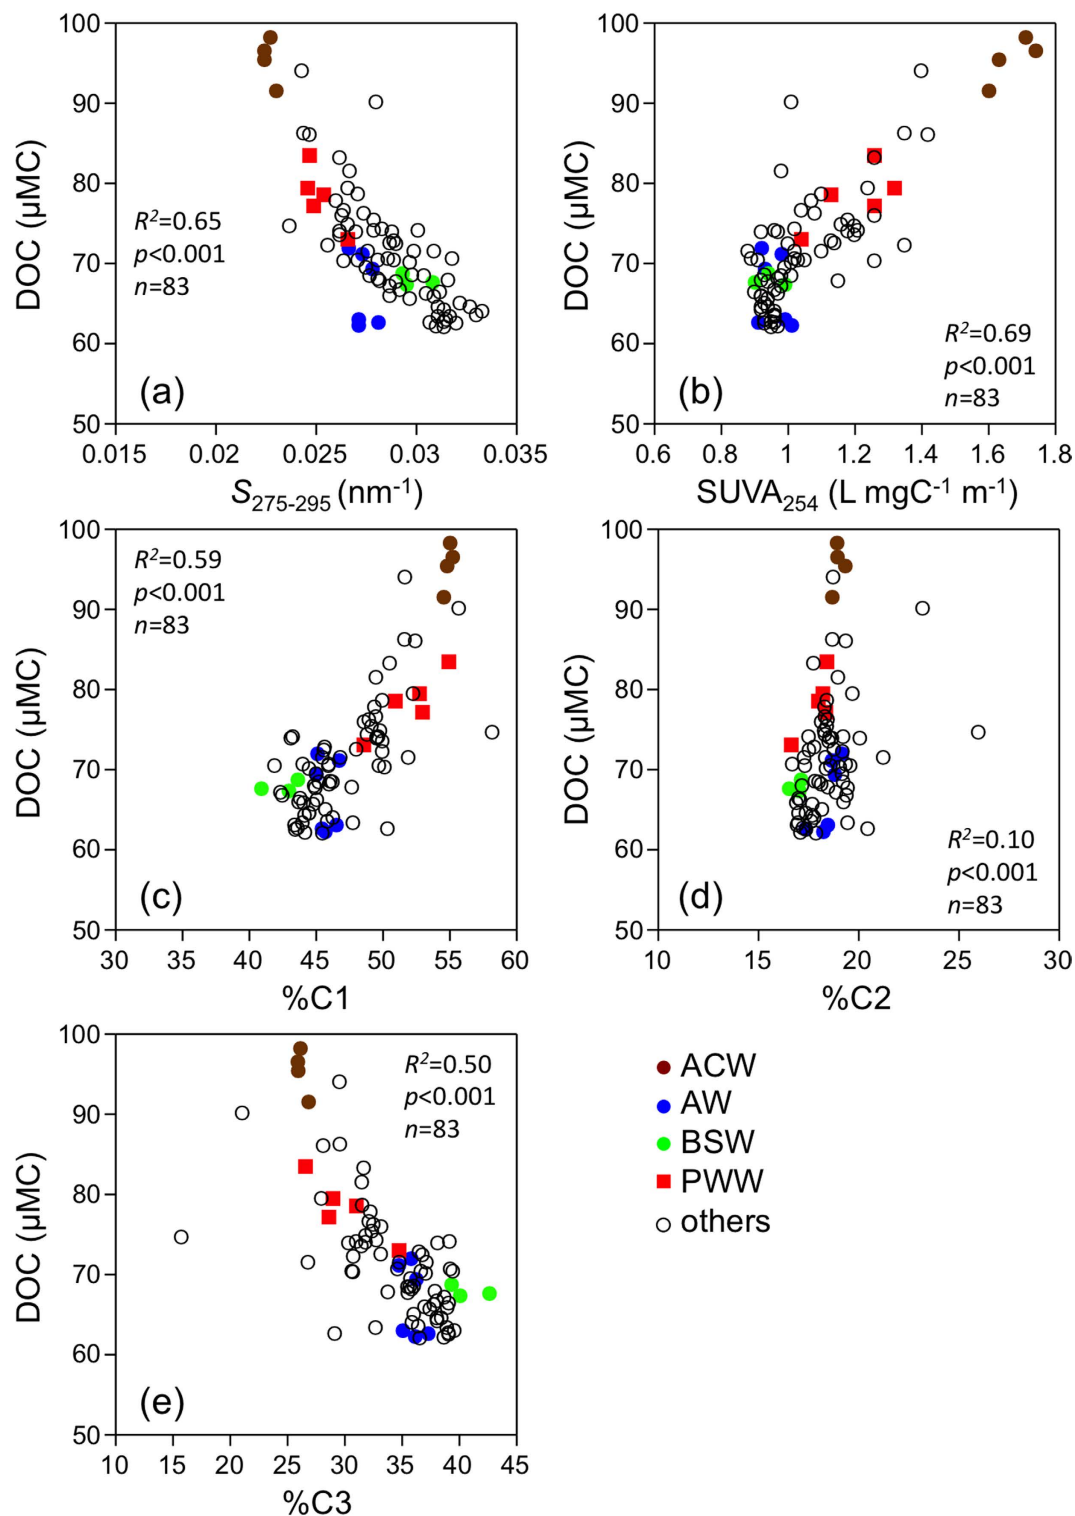 100
90
80
70
60
50
DOC (µMC)
R²=0.65
p<0.001
n=83
(a)
0.015 0.02 0.025 0.03 0.035
S₂₇₅₋₂₉₅ (nm⁻¹)
100
90
80
70
60
50
DOC (µMC)
R²=0.69
p<0.001
n=83
(b)
0.6 0.8 1 1.2 1.4 1.6 1.8
SUVA₂₅₄ (L mgC⁻¹ m⁻¹)
100
90
80
70
60
50
DOC (µMC)
R²=0.59
p<0.001
n=83
(c)
30 35 40 45 50 55 60
%C1
100
90
80
70
60
50
DOC (µMC)
R²=0.10
p<0.001
n=83
(d)
10 15 20 25 30
%C2
100
90
80
70
60
50
DOC (µMC)
R²=0.50
p<0.001
n=83
(e)
10 15 20 25 30 35 40 45
%C3
ACW
AW
BSW
PWW
others